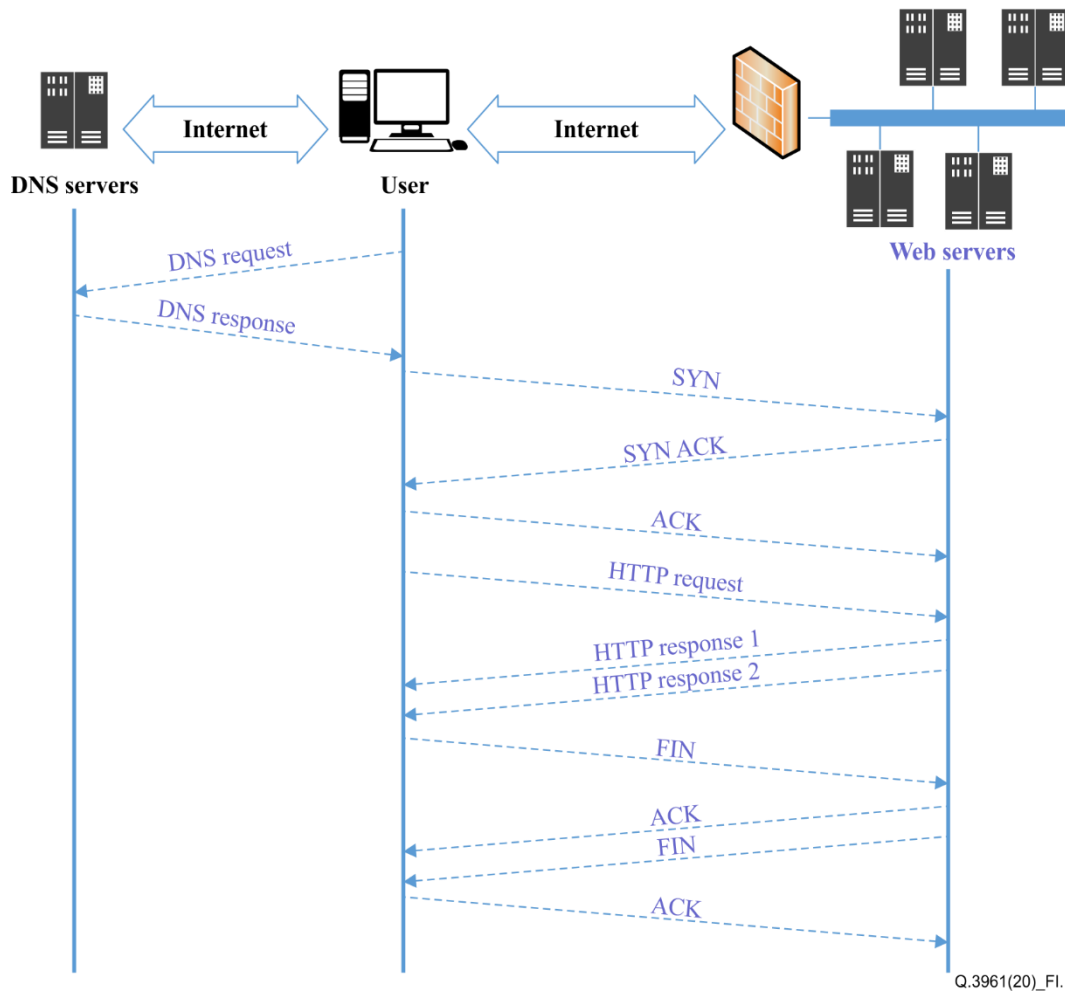 Internet
Internet
DNS servers
User
Web servers
DNS request
DNS response
SYN
SYN ACK
ACK
HTTP request
HTTP response 1
HTTP response 2
FIN
ACK
FIN
ACK
Q.3961(20)_FI.